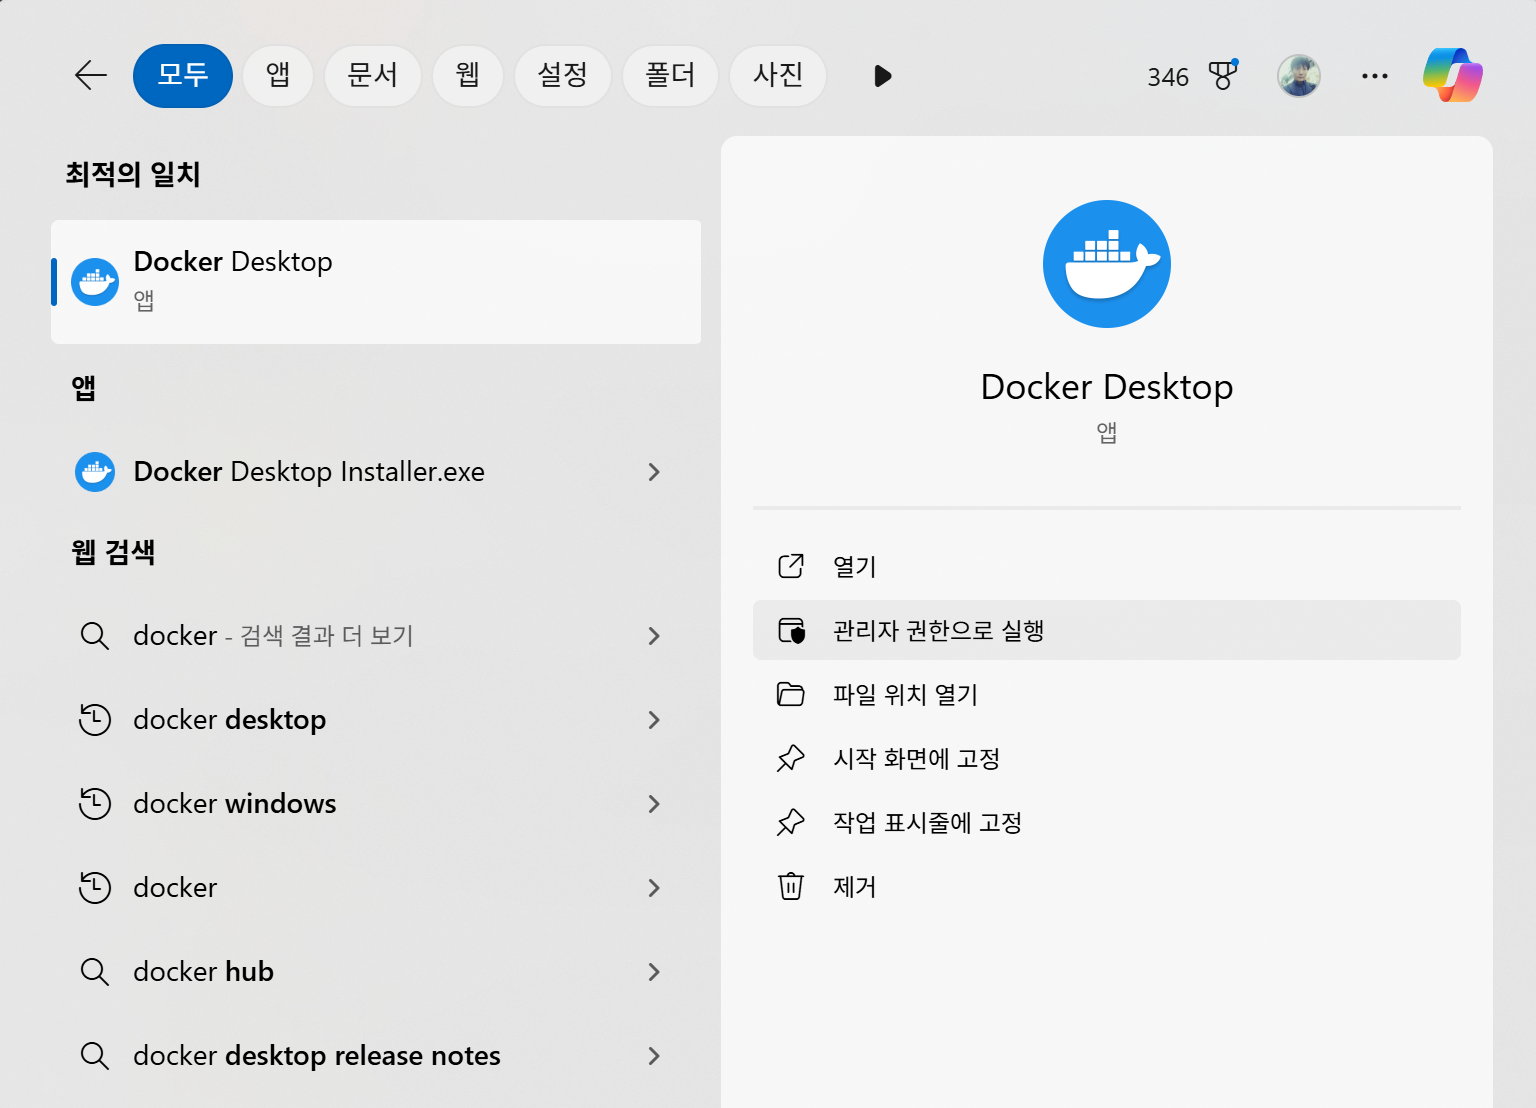 모두 앱 문서 웹 설정 폴더 사진 346
최적의 일치
Docker Desktop
앱
앱
Docker Desktop Installer.exe
웹 검색
docker - 검색 결과 더 보기
docker desktop
docker windows
docker
docker hub
docker desktop release notes
Docker Desktop
앱
열기
관리자 권한으로 실행
파일 위치 열기
시작 화면에 고정
작업 표시줄에 고정
제거